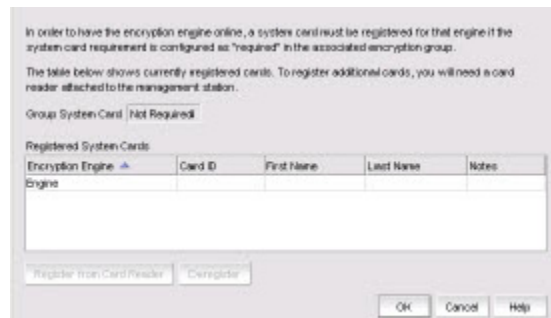 In order to have the encryption engine online, a system card must be registered for that engine if the
system card requirement is configured as "required" in the associated encryption group.
The table below shows currently registered cards. To register additional cards, you will need a card
reader attached to the management station.
Group System Card Not Required
Registered System Cards
Encryption Engine Card ID First Name Last Name Notes
Engine
Register from Card Reader Deregister
OK Cancel Help